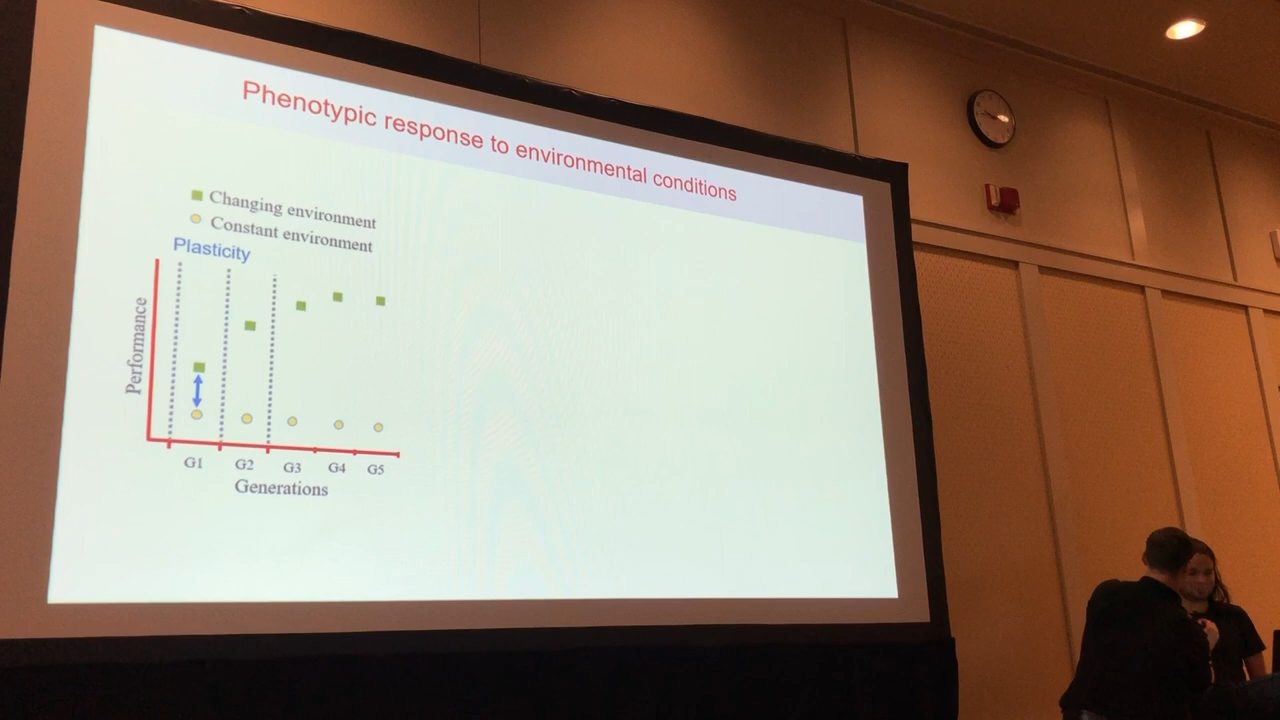 Phenotypic response to environmental conditions
Changing environment
Constant environment
Plasticity
Performance
G1 G2 G3 G4 G5
Generations